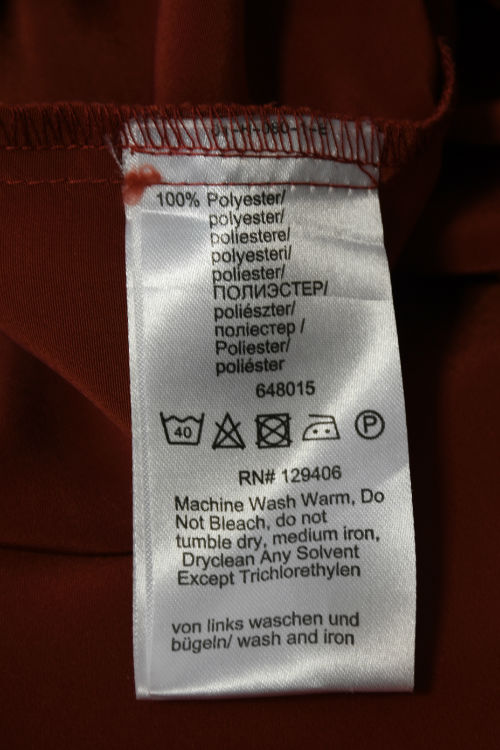 100% Polyester/
polyester/
poliestere/
polyesteri/
poliester/
ПОЛИЭСТЕР/
poliészter/
поліестер /
Poliester/
poliéster
648015
40
P
RN# 129406
Machine Wash Warm, Do
Not Bleach, do not
tumble dry, medium iron,
Dryclean Any Solvent
Except Trichlorethylen
von links waschen und
bügeln/ wash and iron